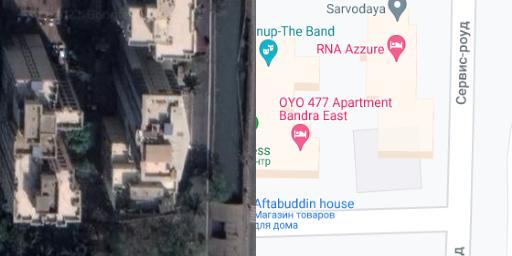 Sarvodaya
nup-The Band
RNA Azzure
OYO 477 Apartment
Bandra East
ess
нтр
Aftabuddin house
Магазин товаров
для дома
Сервис-роуд
д